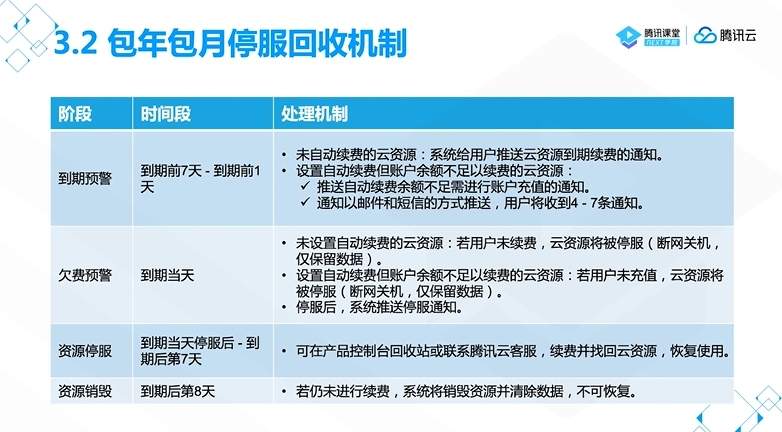 3.2 包年包月停服回收机制
腾讯课堂
NEXT学院
腾讯云
阶段
时间段
处理机制
到期预警
到期前7天 - 到期前1
天
• 未自动续费的云资源：系统给用户推送云资源到期续费的通知。
• 设置自动续费但账户余额不足以续费的云资源：
✓ 推送自动续费余额不足需进行账户充值的通知。
✓ 通知以邮件和短信的方式推送，用户将收到4 - 7条通知。
欠费预警
到期当天
• 未设置自动续费的云资源：若用户未续费，云资源将被停服（断网关机，
仅保留数据）。
• 设置自动续费但账户余额不足以续费的云资源：若用户未充值，云资源将
被停服（断网关机，仅保留数据）。
• 停服后，系统推送停服通知。
资源停服
到期当天停服后 - 到
期后第7天
• 可在产品控制台回收站或联系腾讯云客服，续费并找回云资源，恢复使用。
资源销毁
到期后第8天
• 若仍未进行续费，系统将销毁资源并清除数据，不可恢复。